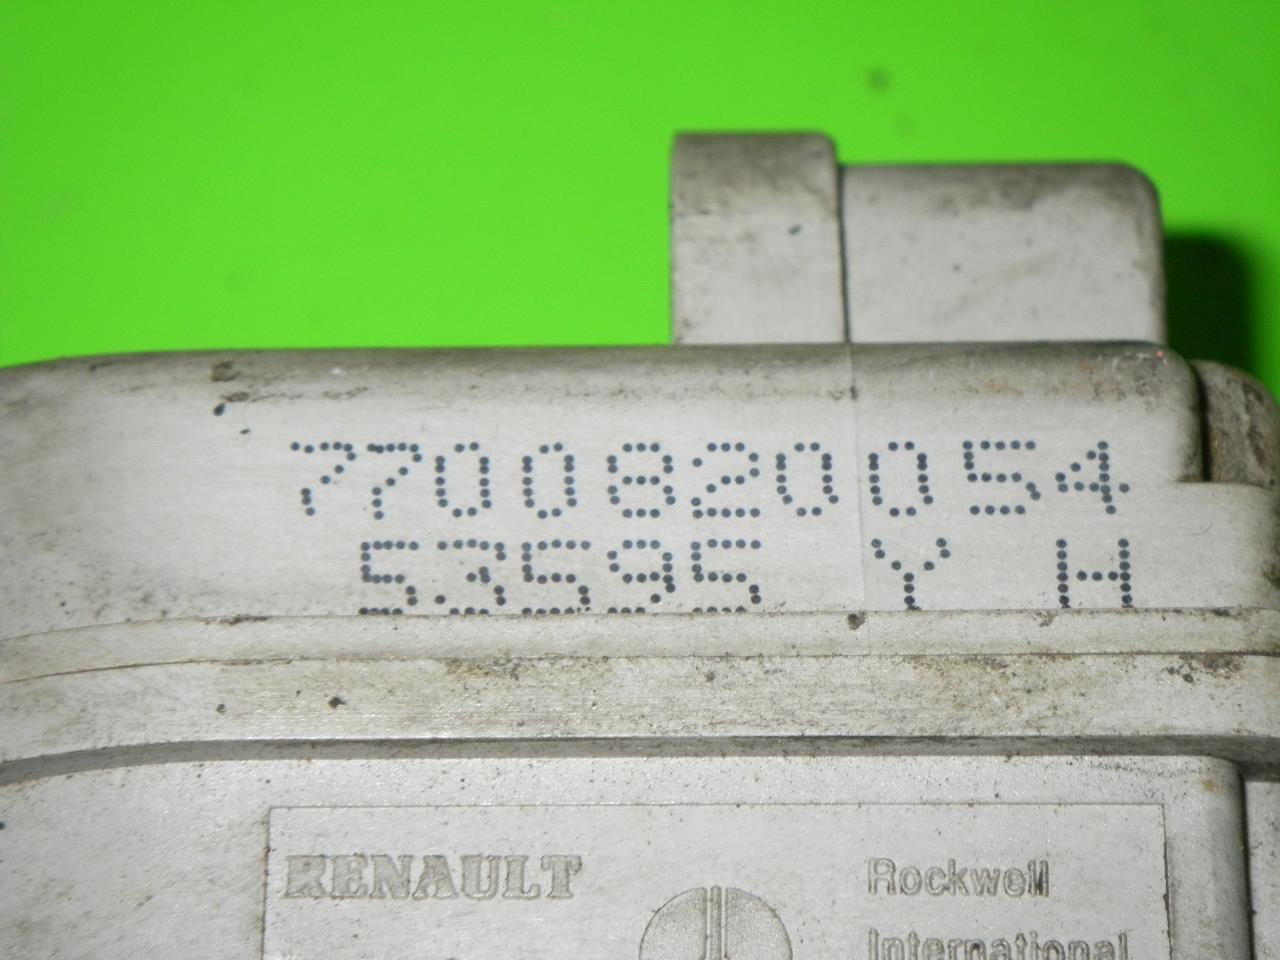 7700820054
53595 Y H
RENAULT
Rockwell
International